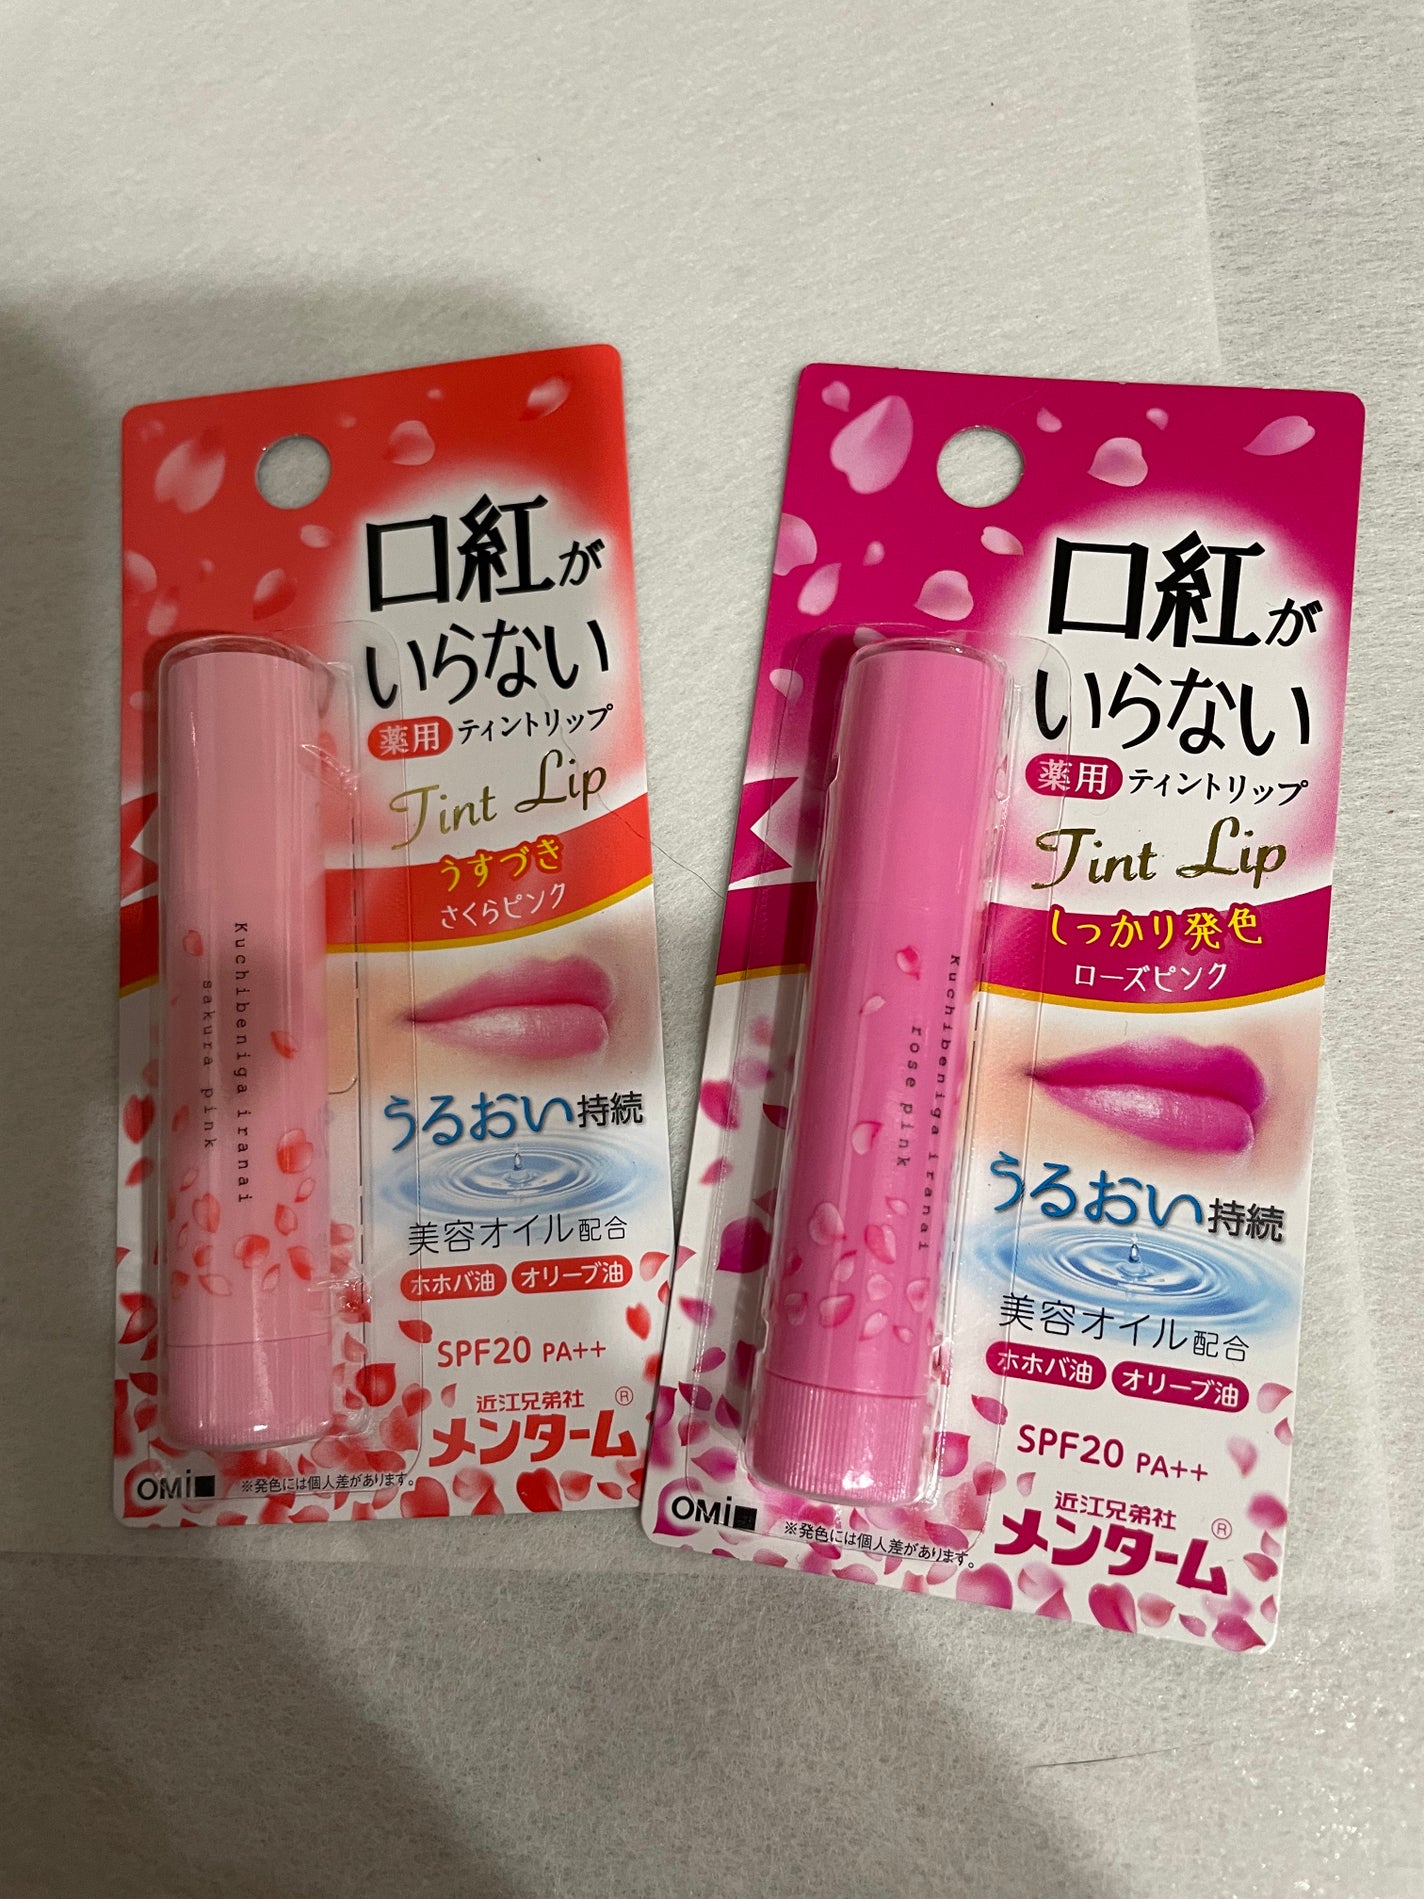 口紅が
いらない
薬用 ティントリップ
Tint Lip
うすづき
さくらピンク
Kuchibeniga iranai
sakura pink
うるおい持続
美容オイル配合
ホホバ油 オリーブ油
SPF20 PA++
近江兄弟社
メンターム®
OMi
※発色には個人差があります。
口紅が
いらない
薬用 ティントリップ
Tint Lip
しっかり発色
ローズピンク
Kuchibeniga iranai
rose pink
うるおい持続
美容オイル配合
ホホバ油 オリーブ油
SPF20 PA++
近江兄弟社
メンターム®
OMi
※発色には個人差があります。